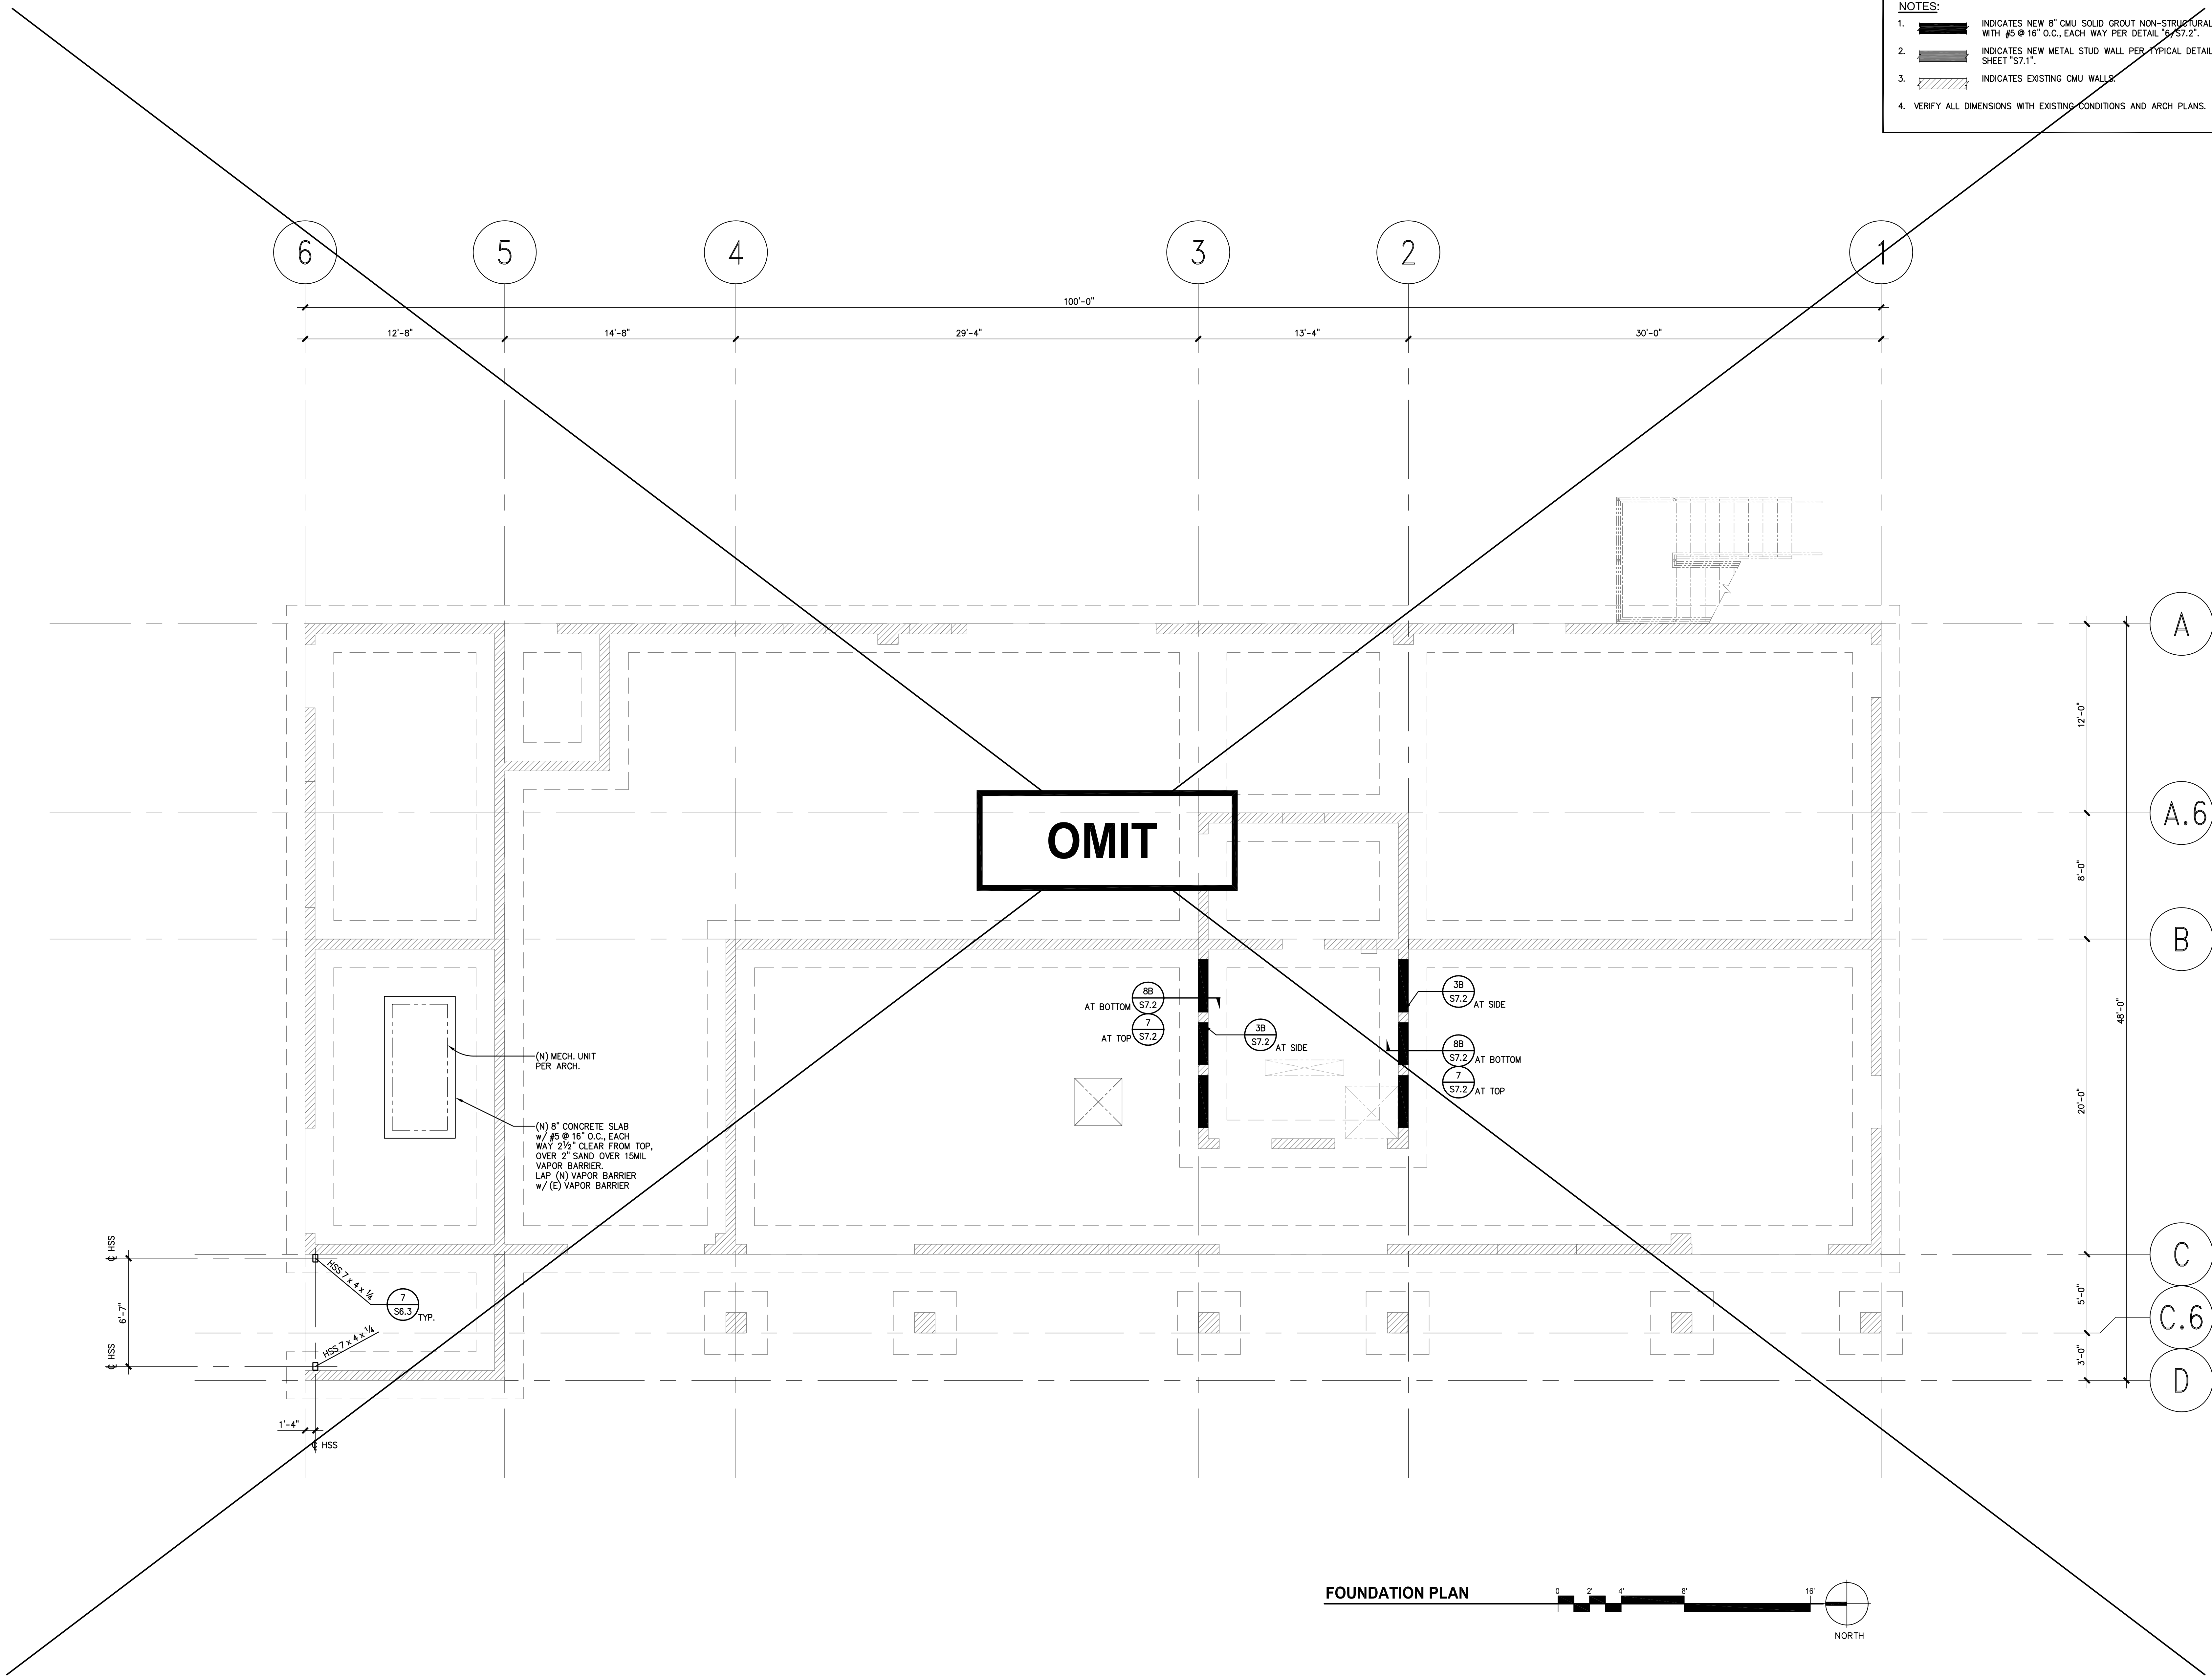 NOTES:
1. INDICATES NEW 8" CMU SOLID GROUT NON-STRUCTURAL
WITH #5 @ 16" O.C., EACH WAY PER DETAIL "6/S7.2".
2. INDICATES NEW METAL STUD WALL PER TYPICAL DETAIL
SHEET "S7.1".
3. INDICATES EXISTING CMU WALLS.
4. VERIFY ALL DIMENSIONS WITH EXISTING CONDITIONS AND ARCH PLANS.
6
5
4
3
2
1
100'-0"
12'-8"
14'-8"
29'-4"
13'-4"
30'-0"
A
12'-0"
A.6
OMIT
8'-0"
B
8B
S7.2
AT BOTTOM
7
S7.2
AT TOP
3B
S7.2
AT SIDE
3B
S7.2
AT SIDE
8B
S7.2
AT BOTTOM
7
S7.2
AT TOP
48'-0"
20'-0"
(N) MECH. UNIT
PER ARCH.
(N) 8" CONCRETE SLAB
w/ #5 @ 16" O.C., EACH
WAY 2½" CLEAR FROM TOP,
OVER 2" SAND OVER 15MIL
VAPOR BARRIER.
LAP (N) VAPOR BARRIER
w/ (E) VAPOR BARRIER
℄ HSS
6'-7"
℄ HSS
HSS 7 x 4 x ¼
7
S6.3
TYP.
HSS 7 x 4 x ¼
C
5'-0"
C.6
3'-0"
D
1'-4"
℄ HSS
FOUNDATION PLAN
0 2' 4' 8' 16'
NORTH